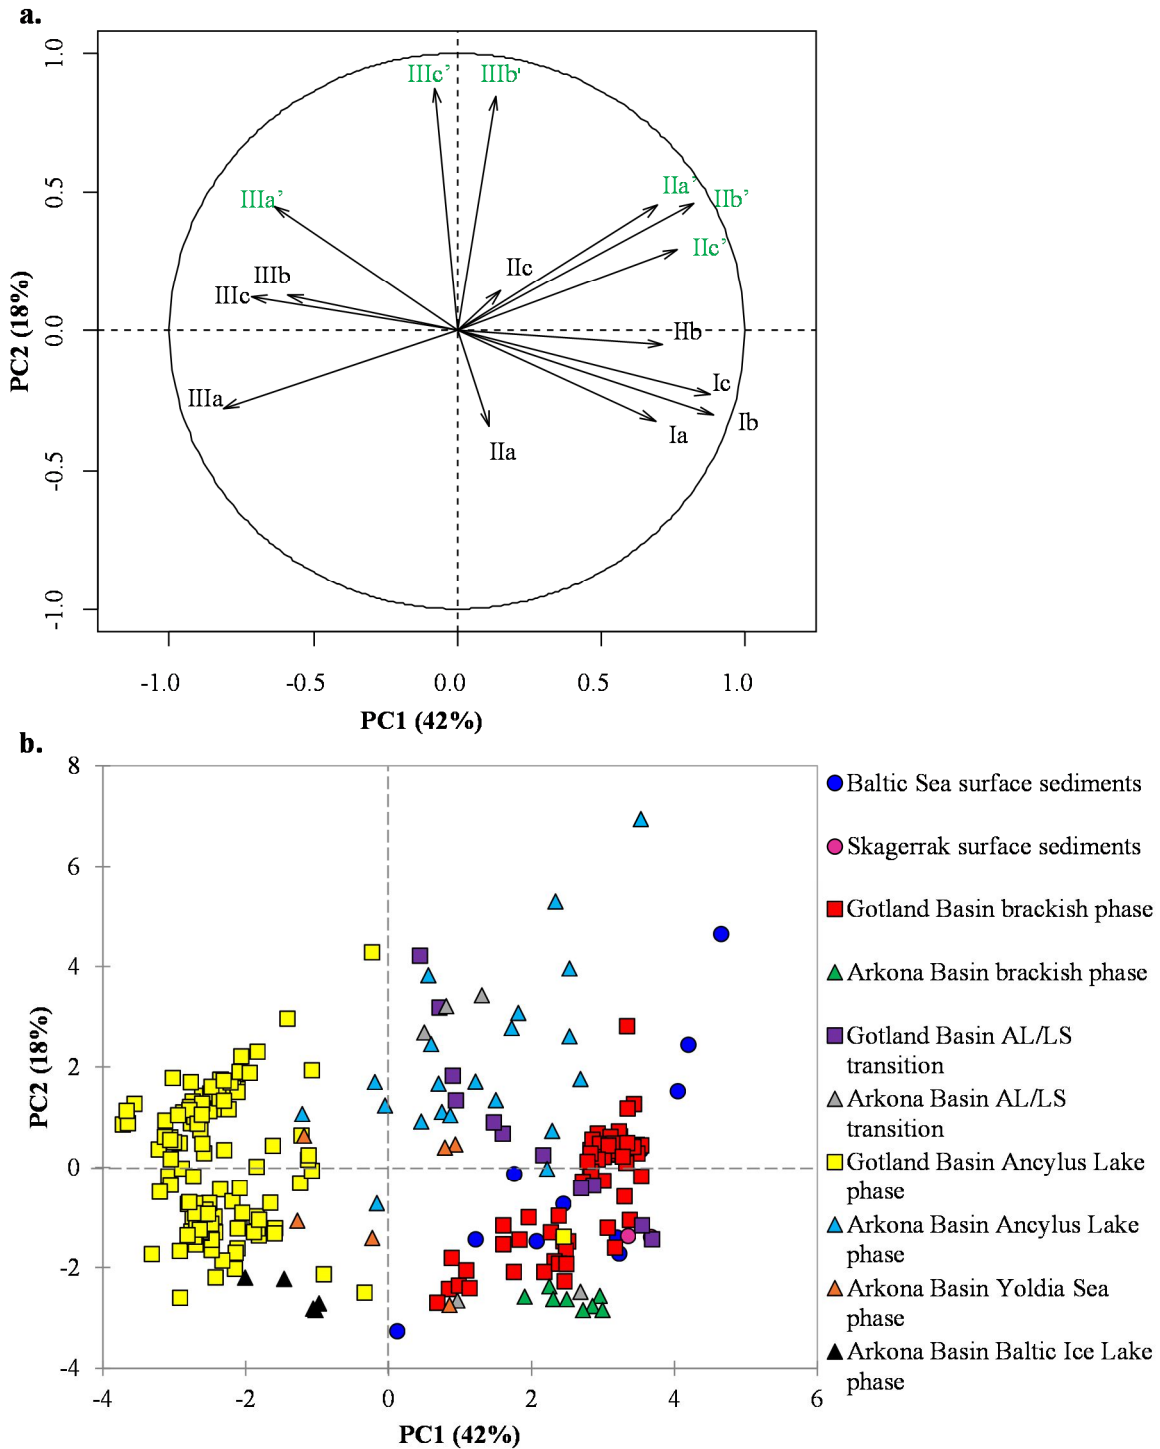 a.
1.0
0.5
0.0
-0.5
-1.0
PC2 (18%)
IIIc’
IIIb'
IIIa’
IIa’
IIb’
IIc’
IIc
IIIb
IIIc
IIb
IIIa
Ic
Ib
Ia
IIa
-1.0
-0.5
0.0
0.5
1.0
PC1 (42%)
b.
8
6
4
2
0
-2
-4
PC2 (18%)
-4
-2
0
2
4
6
PC1 (42%)
Baltic Sea surface sediments
Skagerrak surface sediments
Gotland Basin brackish phase
Arkona Basin brackish phase
Gotland Basin AL/LS
transition
Arkona Basin AL/LS
transition
Gotland Basin Ancylus Lake
phase
Arkona Basin Ancylus Lake
phase
Arkona Basin Yoldia Sea
phase
Arkona Basin Baltic Ice Lake
phase